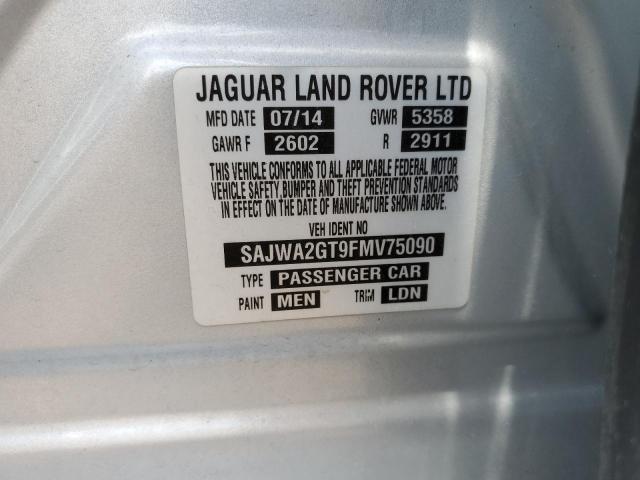 JAGUAR LAND ROVER LTD
MFD DATE 07/14 GVWR 5358
GAWR F 2602 R 2911
THIS VEHICLE CONFORMS TO ALL APPLICABLE FEDERAL MOTOR
VEHICLE SAFETY, BUMPER AND THEFT PREVENTION STANDARDS
IN EFFECT ON THE DATE OF MANUFACTURE SHOWN ABOVE.
VEH IDENT NO
SAJWA2GT9FMV75090
TYPE PASSENGER CAR
PAINT MEN TRIM LDN